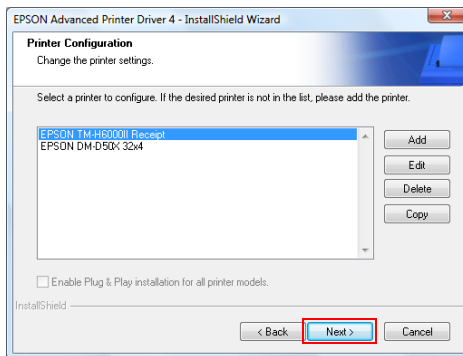 EPSON Advanced Printer Driver 4 - InstallShield Wizard
Printer Configuration
Change the printer settings.
Select a printer to configure. If the desired printer is not in the list, please add the printer.
EPSON TM-H6000II Receipt
EPSON DM-D50X 32x4
Add
Edit
Delete
Copy
Enable Plug & Play installation for all printer models.
InstallShield
< Back
Next >
Cancel